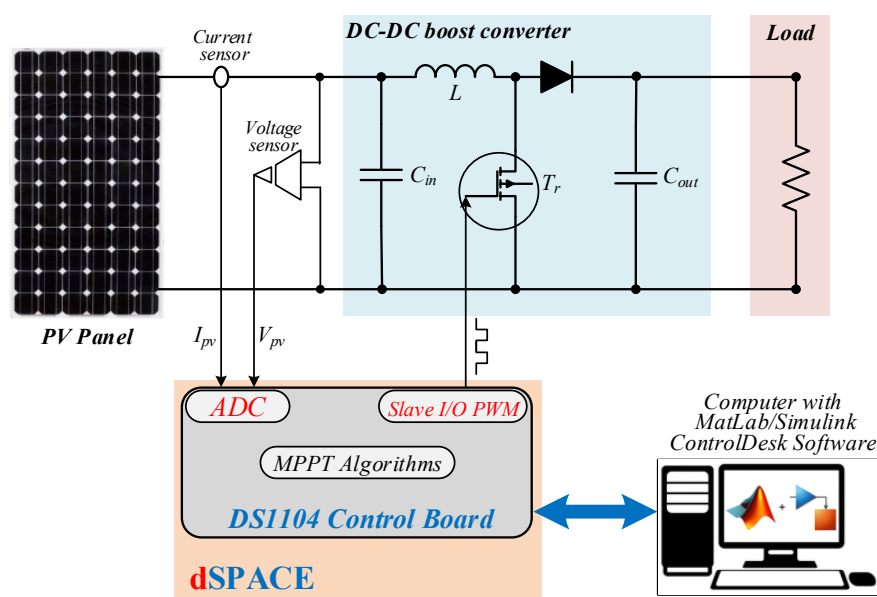 Current
sensor
DC-DC boost converter
Load
L
Voltage
sensor
C_in
T_r
C_out
PV Panel
I_pv
V_pv
ADC
Slave I/O PWM
MPPT Algorithms
DS1104 Control Board
dSPACE
Computer with
MatLab/Simulink
ControlDesk Software
+